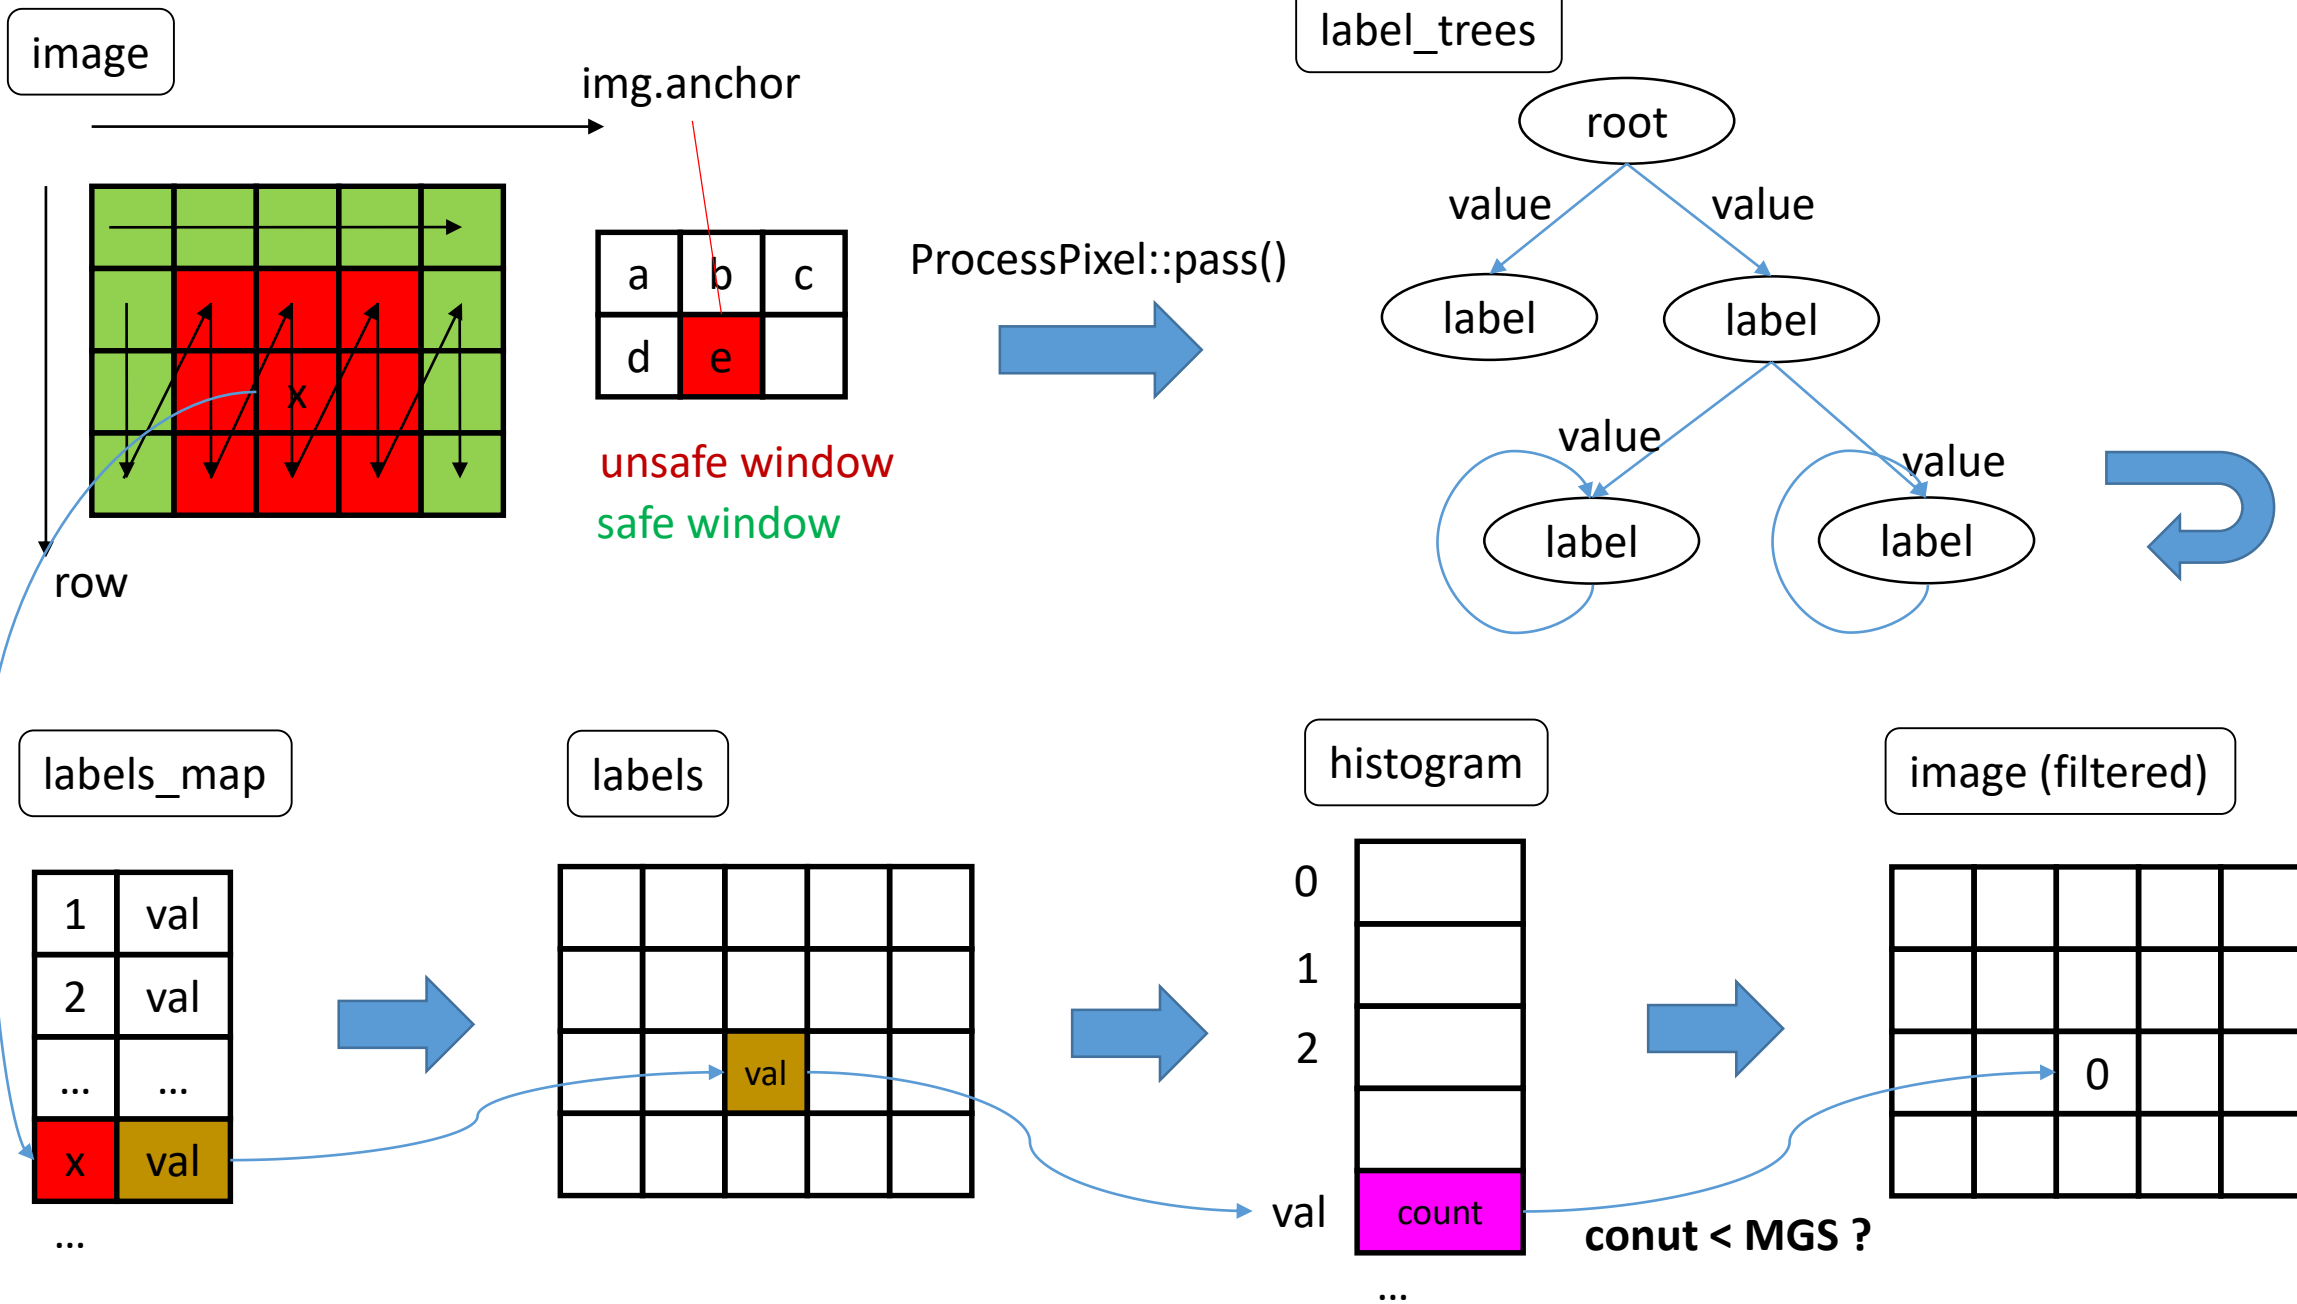 image
img.anchor
label_trees
root
value
value
a b c
ProcessPixel::pass()
label
label
d e
x
unsafe window
value
value
safe window
label
label
row
labels_map
labels
histogram
image (filtered)
1 val
2 val
... ...
x val
...
val
0
1
2
val count
...
conut < MGS ?
0